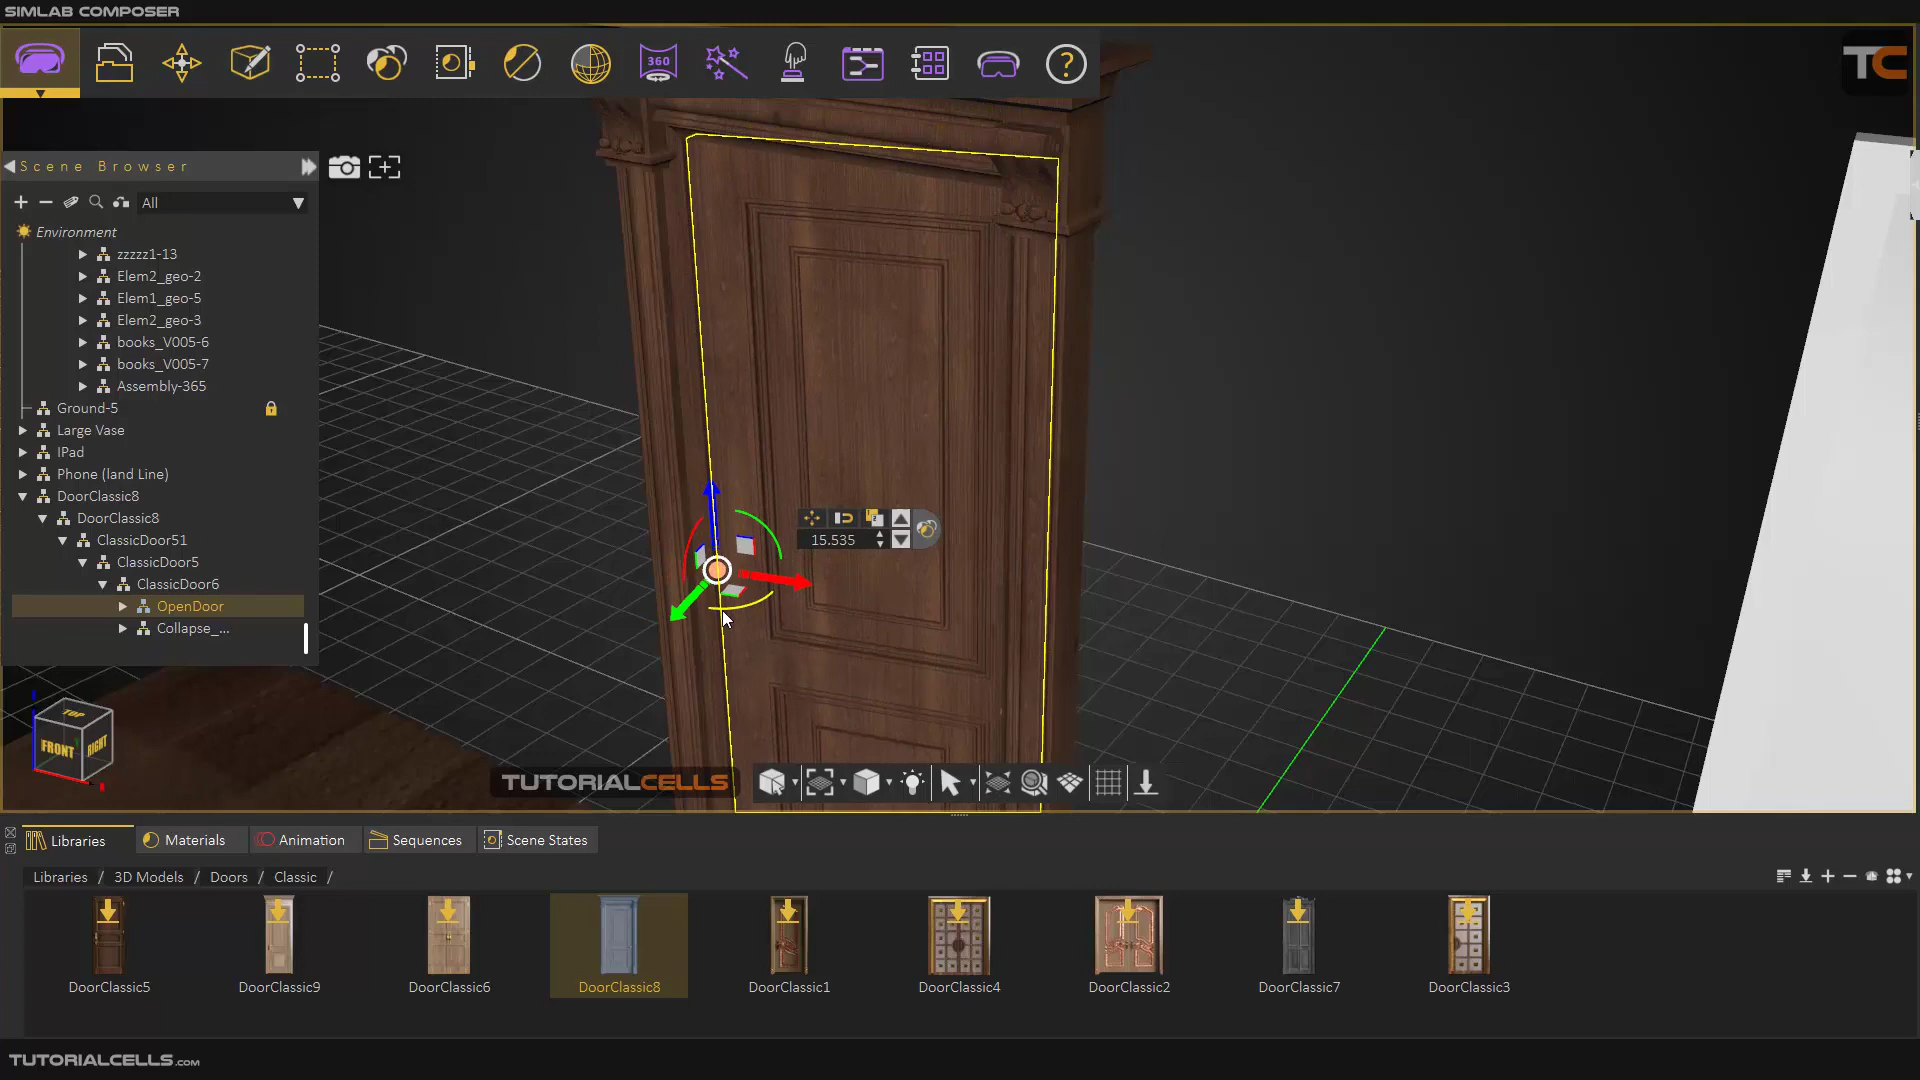 SIMLAB COMPOSER
360
?
TC
Scene Browser
All
Environment
zzzzz1-13
Elem2_geo-2
Elem1_geo-5
Elem2_geo-3
books_V005-6
books_V005-7
Assembly-365
Ground-5
Large Vase
IPad
Phone (land Line)
DoorClassic8
DoorClassic8
ClassicDoor51
ClassicDoor5
ClassicDoor6
OpenDoor
Collapse_...
15.535
TOP
FRONT
RIGHT
TUTORIALCELLS
Libraries
Materials
Animation
Sequences
Scene States
Libraries / 3D Models / Doors / Classic /
DoorClassic5
DoorClassic9
DoorClassic6
DoorClassic8
DoorClassic1
DoorClassic4
DoorClassic2
DoorClassic7
DoorClassic3
TUTORIALCELLS.COM